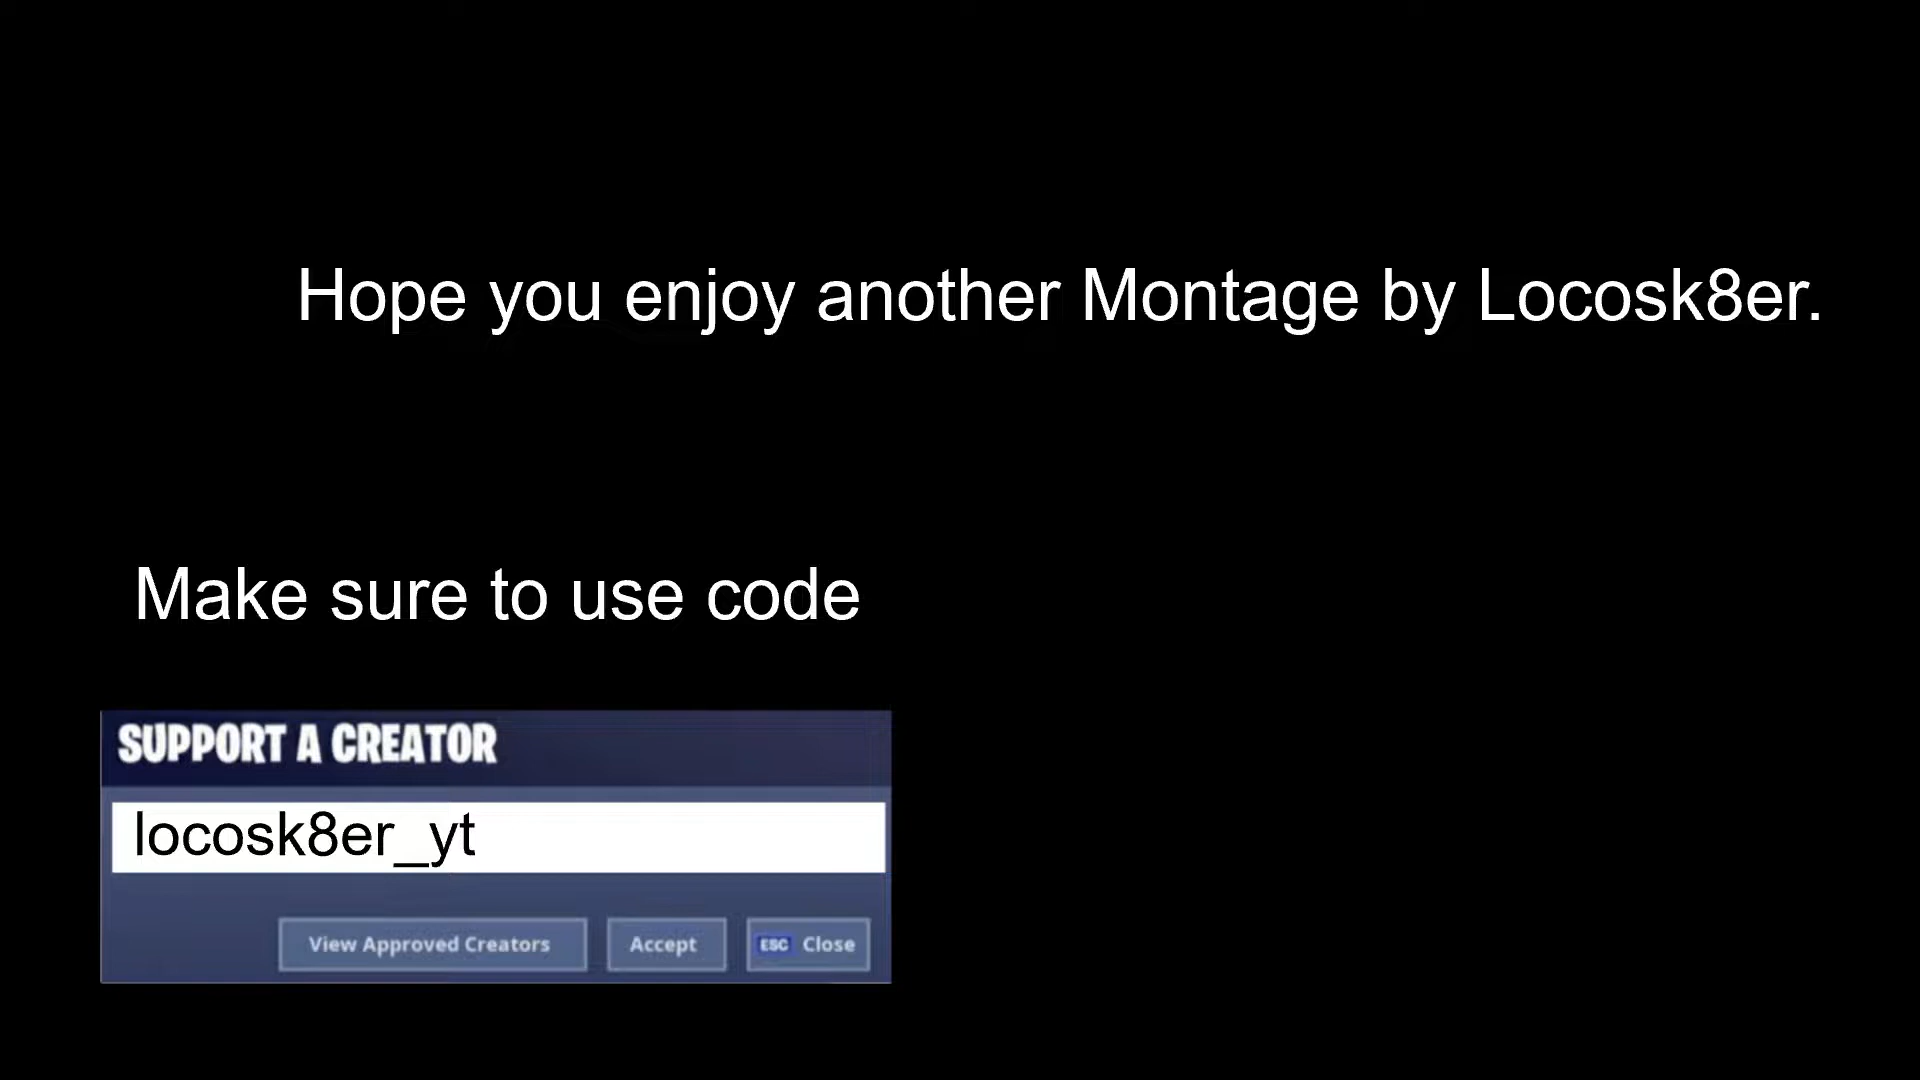 Hope you enjoy another Montage by Locosk8er.
Make sure to use code
SUPPORT A CREATOR
locosk8er_yt
View Approved Creators Accept ESC Close